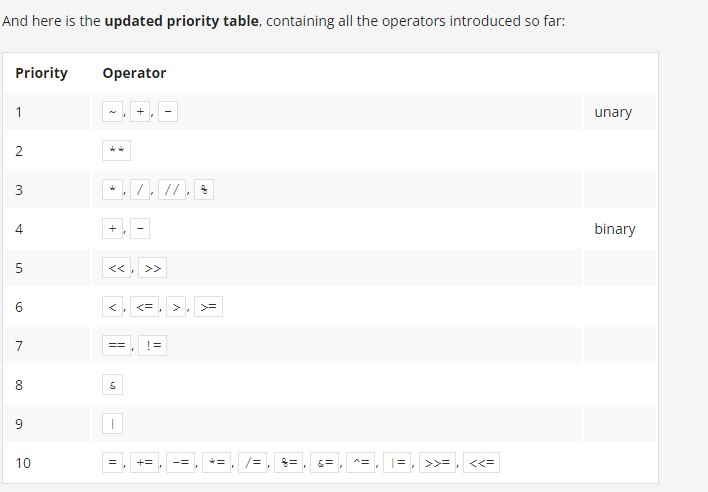 And here is the updated priority table, containing all the operators introduced so far:
Priority Operator
1 ~, +, - unary
2 **
3 *, /, //, %
4 +, - binary
5 <<, >>
6 <, <=, >, >=
7 ==, !=
8 &
9 |
10 =, +=, -=, *=, /=, %=, &=, ^=, |=, >>=, <<=